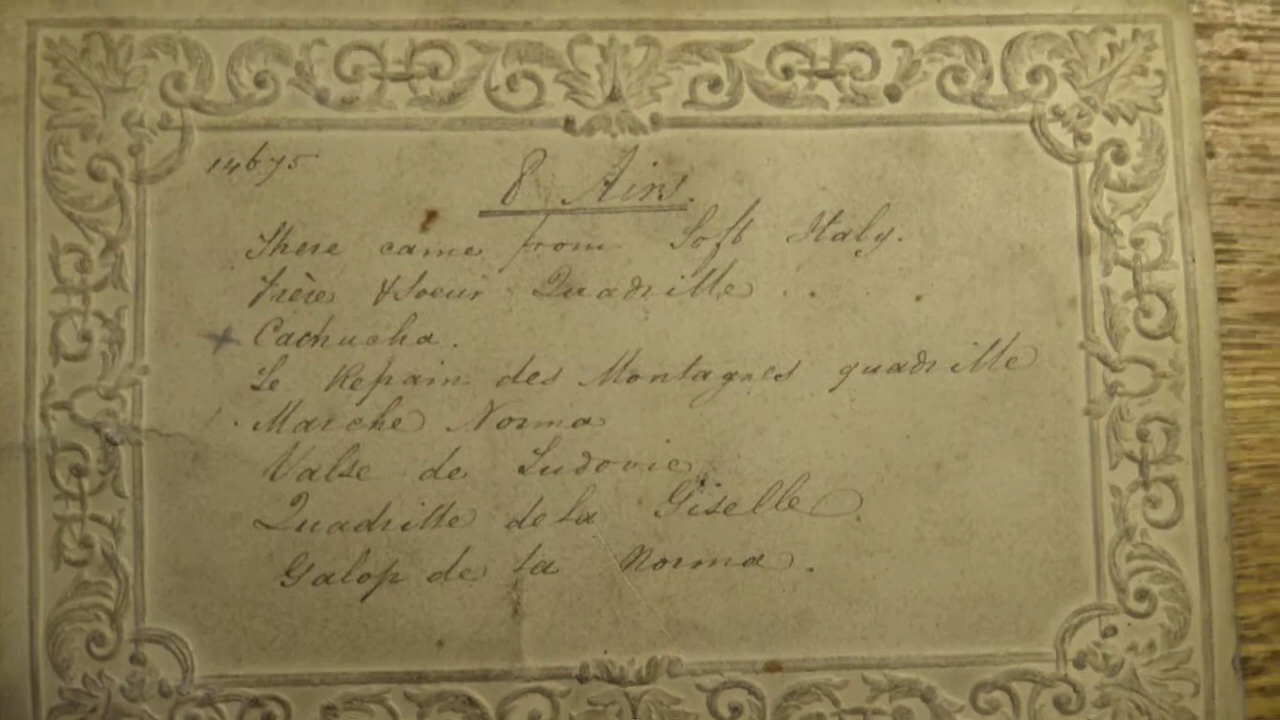 14675
8 Airs.
There came from Soft Italy.
Frère & Soeur Quadrille . . .
+ Cachucha.
Le Repain des Montagnes quadrille
Marche Norma
Valse de Ludovic
Quadrille de la Giselle.
Galop de la Norma.